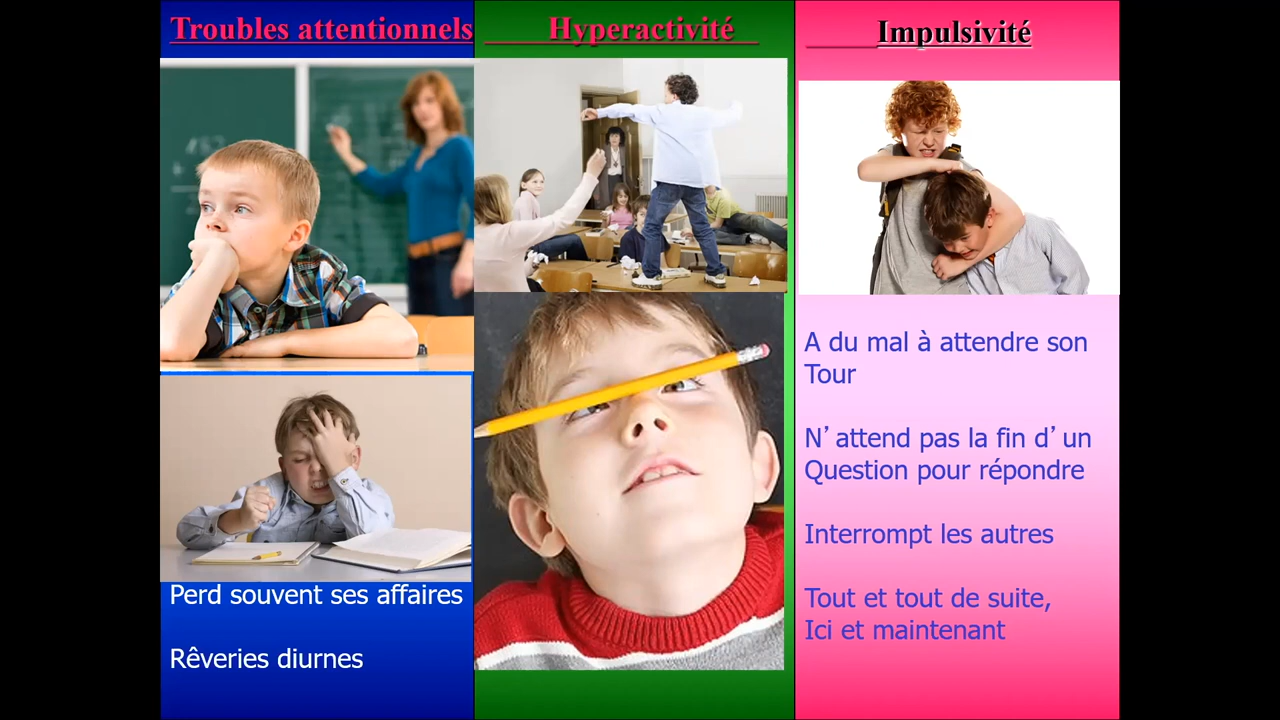 Troubles attentionnels
Perd souvent ses affaires
Rêveries diurnes
Hyperactivité
Impulsivité
A du mal à attendre son
Tour
N’attend pas la fin d’un
Question pour répondre
Interrompt les autres
Tout et tout de suite,
Ici et maintenant